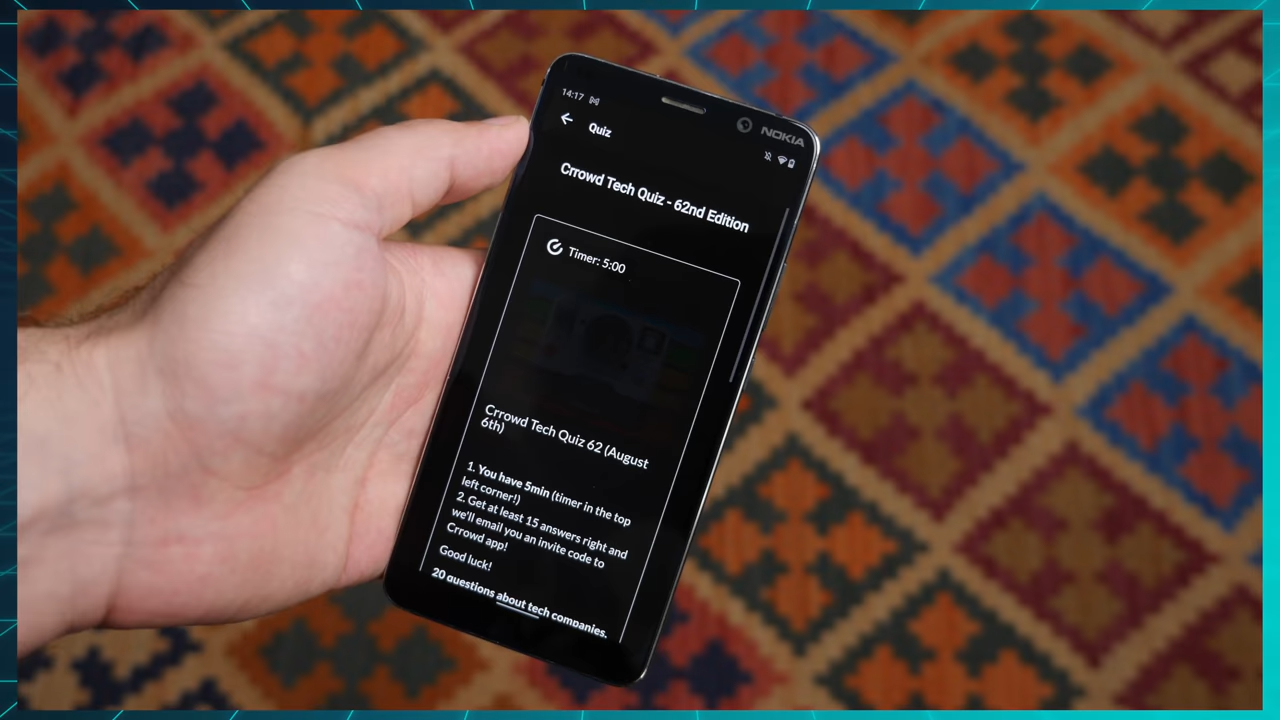 14:17
NOKIA
Quiz
Crrowd Tech Quiz - 62nd Edition
Timer: 5:00
Crrowd Tech Quiz 62 (August
6th)
1. You have 5min (timer in the top
left corner!)
2. Get at least 15 answers right and
we'll email you an invite code to
Crrowd app!
Good luck!
20 questions about tech companies.